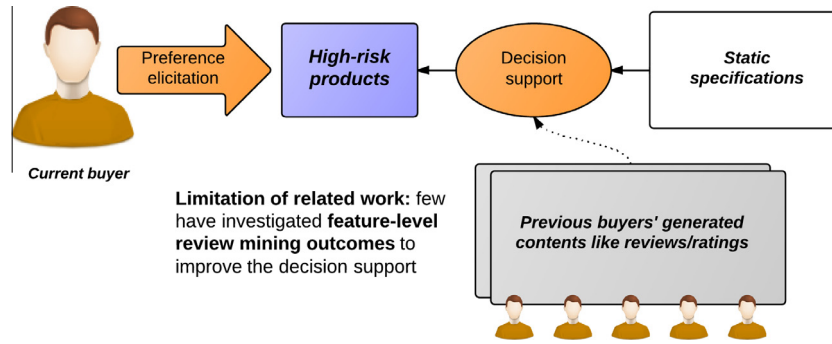 Preference
elicitation
High-risk
products
Decision
support
Static
specifications
Current buyer
Limitation of related work: few
have investigated feature-level
review mining outcomes to
improve the decision support
Previous buyers' generated
contents like reviews/ratings